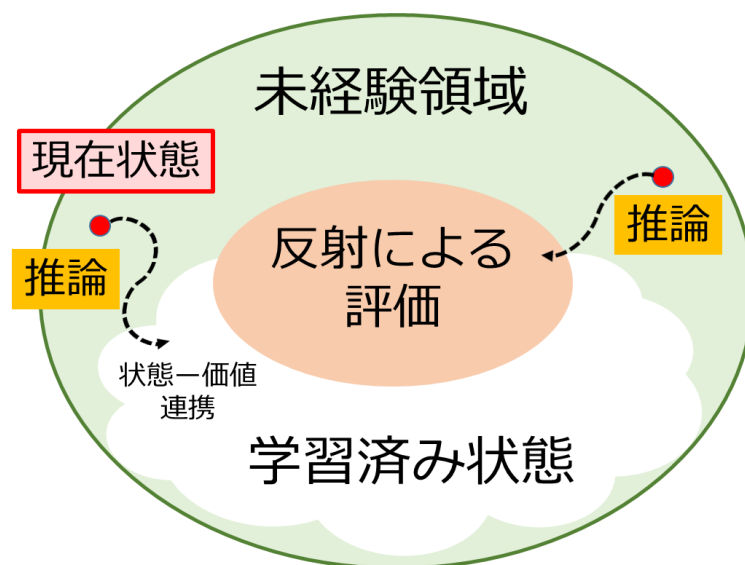 未経験領域
現在状態
推論
推論
反射による
評価
状態ー価値
連携
学習済み状態